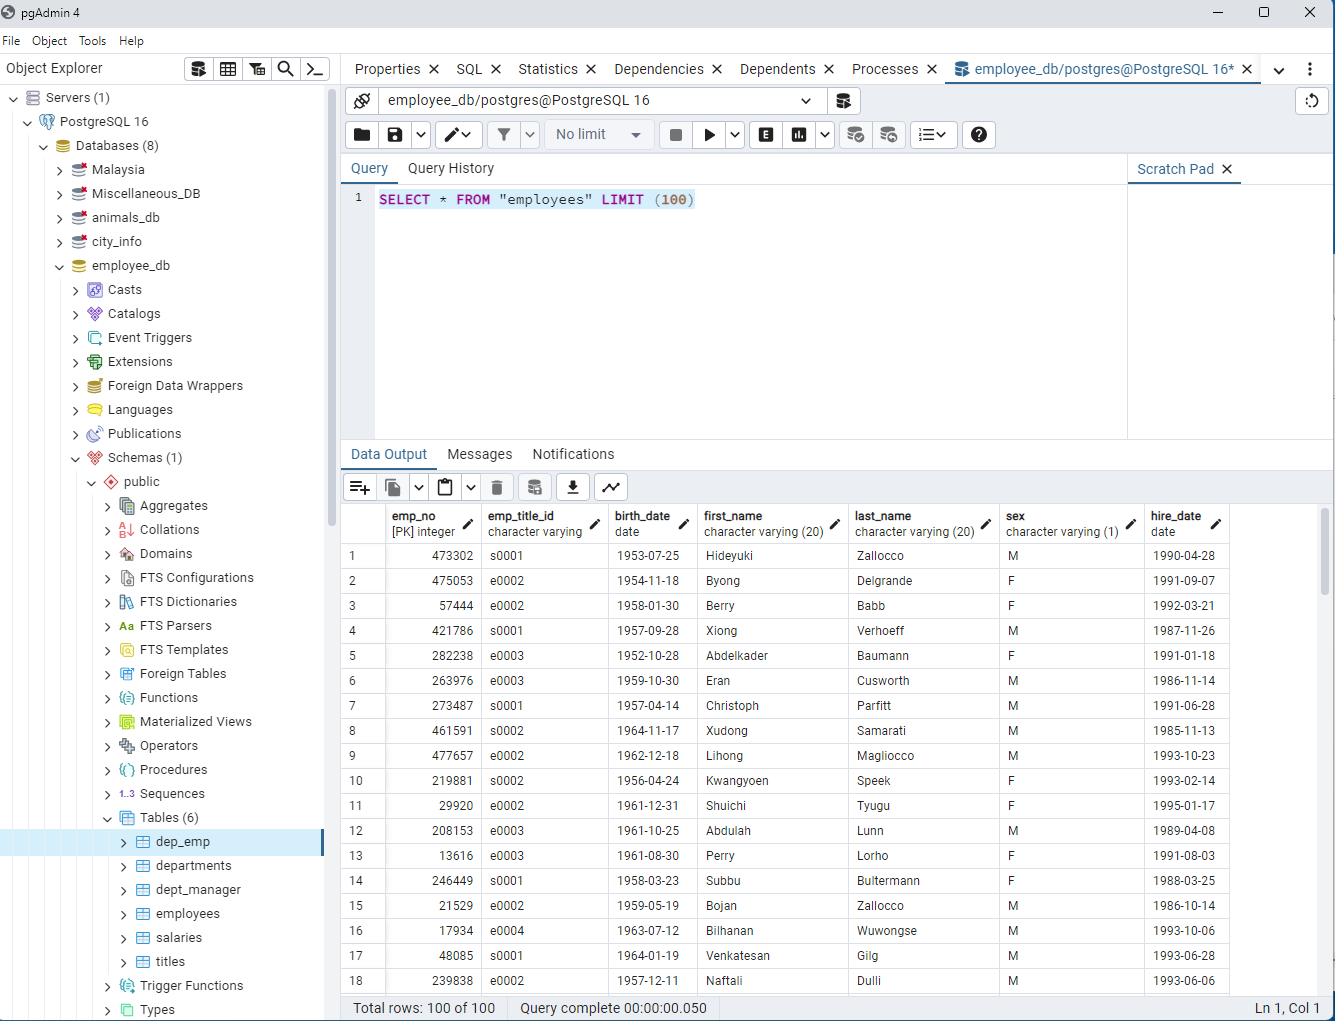 pgAdmin 4
File Object Tools Help
Object Explorer
Servers (1)
PostgreSQL 16
Databases (8)
Malaysia
Miscellaneous_DB
animals_db
city_info
employee_db
Casts
Catalogs
Event Triggers
Extensions
Foreign Data Wrappers
Languages
Publications
Schemas (1)
public
Aggregates
Collations
Domains
FTS Configurations
FTS Dictionaries
FTS Parsers
FTS Templates
Foreign Tables
Functions
Materialized Views
Operators
Procedures
1..3 Sequences
Tables (6)
dep_emp
departments
dept_manager
employees
salaries
titles
Trigger Functions
Types
Properties SQL Statistics Dependencies Dependents Processes employee_db/postgres@PostgreSQL 16*
employee_db/postgres@PostgreSQL 16
No limit
Query Query History
Scratch Pad
1 SELECT * FROM "employees" LIMIT (100)
Data Output Messages Notifications
emp_no emp_title_id birth_date first_name last_name sex hire_date
[PK] integer character varying date character varying (20) character varying (20) character varying (1) date
1 473302 s0001 1953-07-25 Hideyuki Zallocco M 1990-04-28
2 475053 e0002 1954-11-18 Byong Delgrande F 1991-09-07
3 57444 e0002 1958-01-30 Berry Babb F 1992-03-21
4 421786 s0001 1957-09-28 Xiong Verhoeff M 1987-11-26
5 282238 e0003 1952-10-28 Abdelkader Baumann F 1991-01-18
6 263976 e0003 1959-10-30 Eran Cusworth M 1986-11-14
7 273487 s0001 1957-04-14 Christoph Parfitt M 1991-06-28
8 461591 s0002 1964-11-17 Xudong Samarati M 1985-11-13
9 477657 e0002 1962-12-18 Lihong Magliocco M 1993-10-23
10 219881 s0002 1956-04-24 Kwangyoen Speek F 1993-02-14
11 29920 e0002 1961-12-31 Shuichi Tyugu F 1995-01-17
12 208153 e0003 1961-10-25 Abdulah Lunn M 1989-04-08
13 13616 e0003 1961-08-30 Perry Lorho F 1991-08-03
14 246449 s0001 1958-03-23 Subbu Bultermann F 1988-03-25
15 21529 e0002 1959-05-19 Bojan Zallocco M 1986-10-14
16 17934 e0004 1963-07-12 Bilhanan Wuwongse M 1993-10-06
17 48085 s0001 1964-01-19 Venkatesan Gilg M 1993-06-28
18 239838 e0002 1957-12-11 Naftali Dulli M 1993-06-06
Total rows: 100 of 100 Query complete 00:00:00.050 Ln 1, Col 1